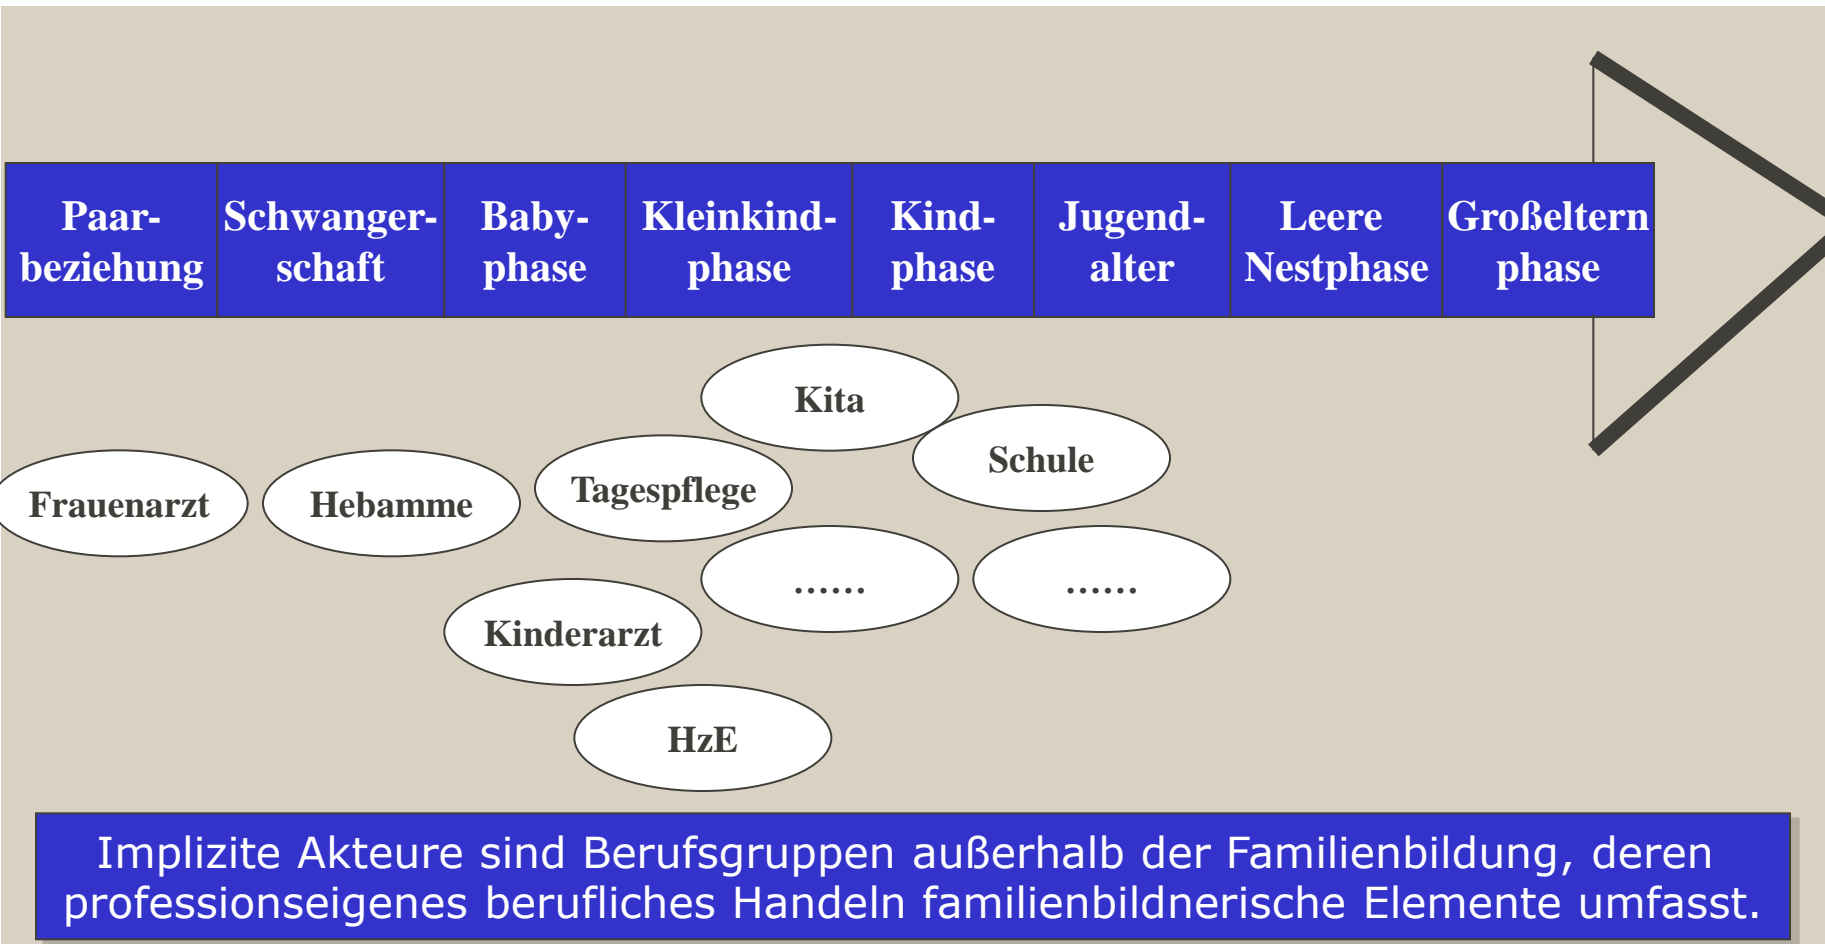 Paar-
beziehung
Schwanger-
schaft
Baby-
phase
Kleinkind-
phase
Kind-
phase
Jugend-
alter
Leere
Nestphase
Großeltern
phase
Kita
Schule
Tagespflege
Frauenarzt
Hebamme
......
......
Kinderarzt
HzE
Implizite Akteure sind Berufsgruppen außerhalb der Familienbildung, deren
professionseigenes berufliches Handeln familienbildnerische Elemente umfasst.